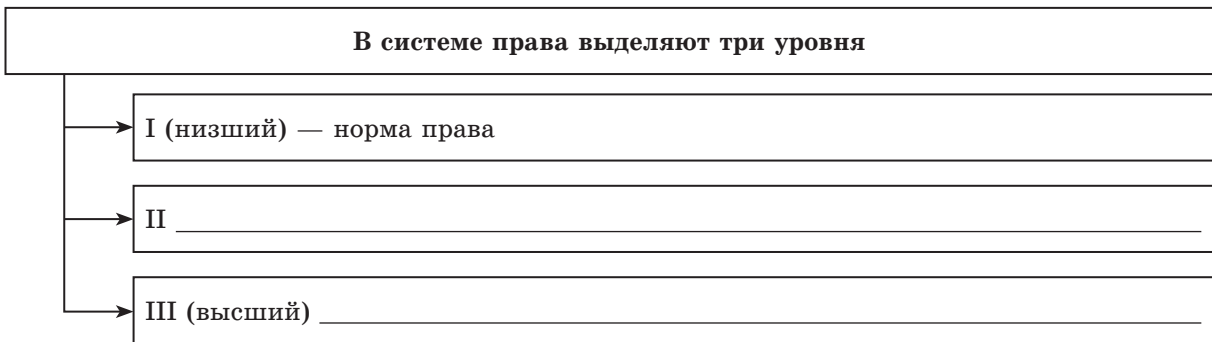 В системе права выделяют три уровня
I (низший) — норма права
II
III (высший)